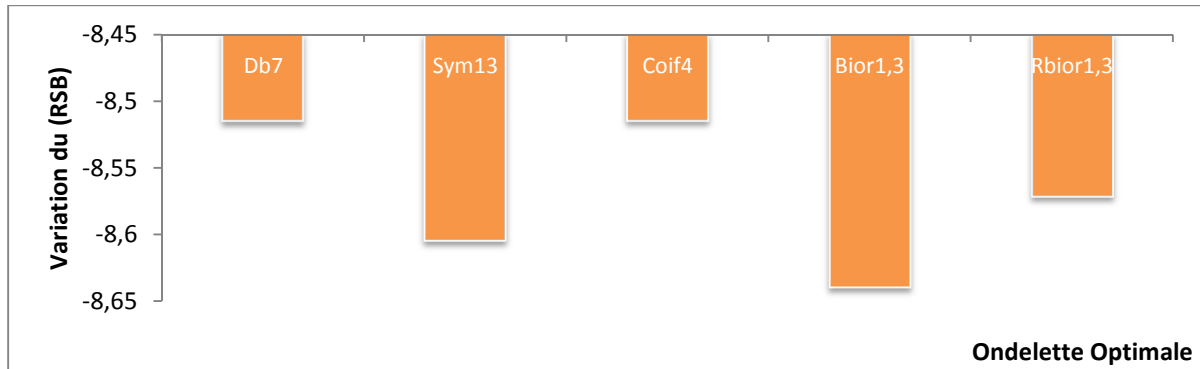 Variation du (RSB)
-8,45
-8,5
-8,55
-8,6
-8,65
Db7
Sym13
Coif4
Bior1,3
Rbior1,3
Ondelette Optimale